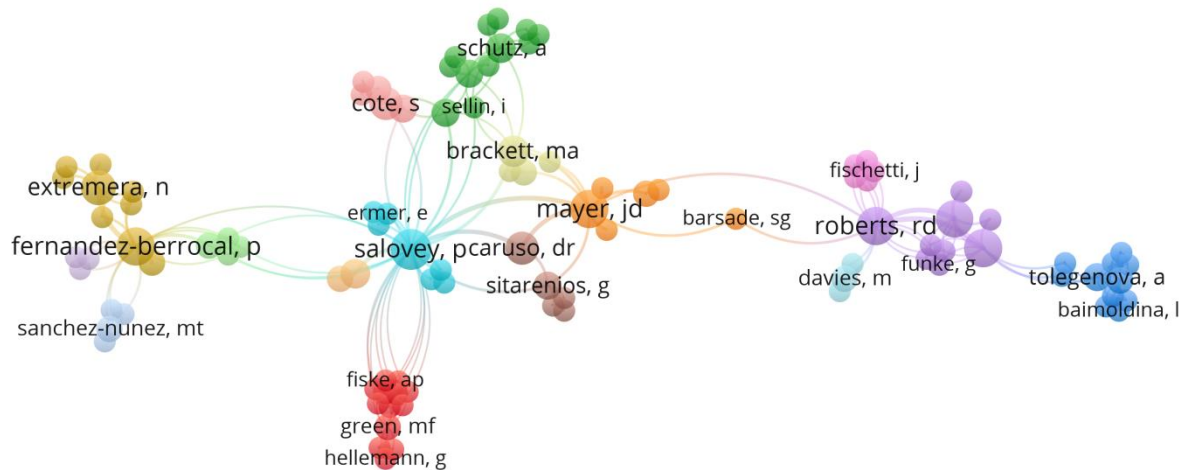 schutz, a
cote, s
sellin, i
brackett, ma
fischetti, j
extremera, n
ermer, e
mayer, jd
barsade, sg
roberts, rd
fernandez-berrocal, p
salovey, p
caruso, dr
funke, g
davies, m
tolegenova, a
sitarenios, g
baimoldina, l
sanchez-nunez, mt
fiske, ap
green, mf
hellemann, g